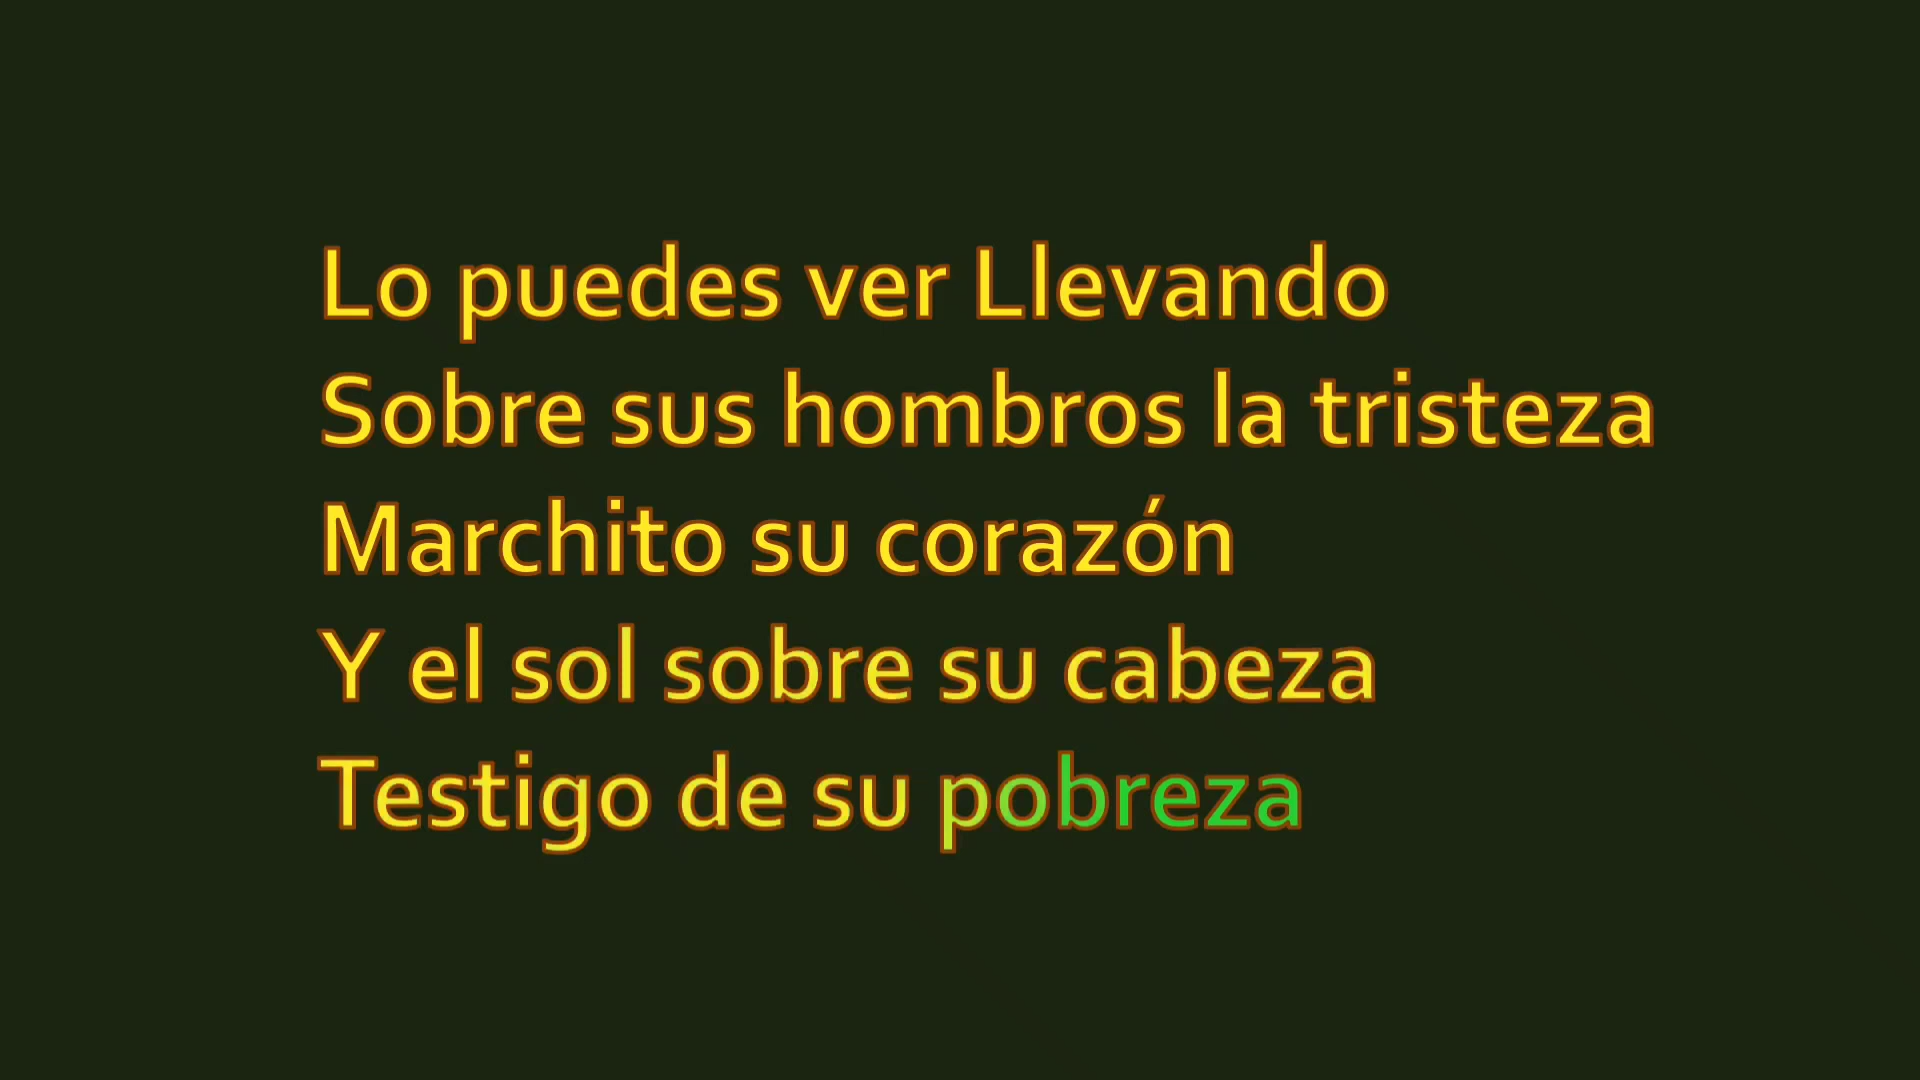 Lo puedes ver Llevando
Sobre sus hombros la tristeza
Marchito su corazón
Y el sol sobre su cabeza
Testigo de su pobreza